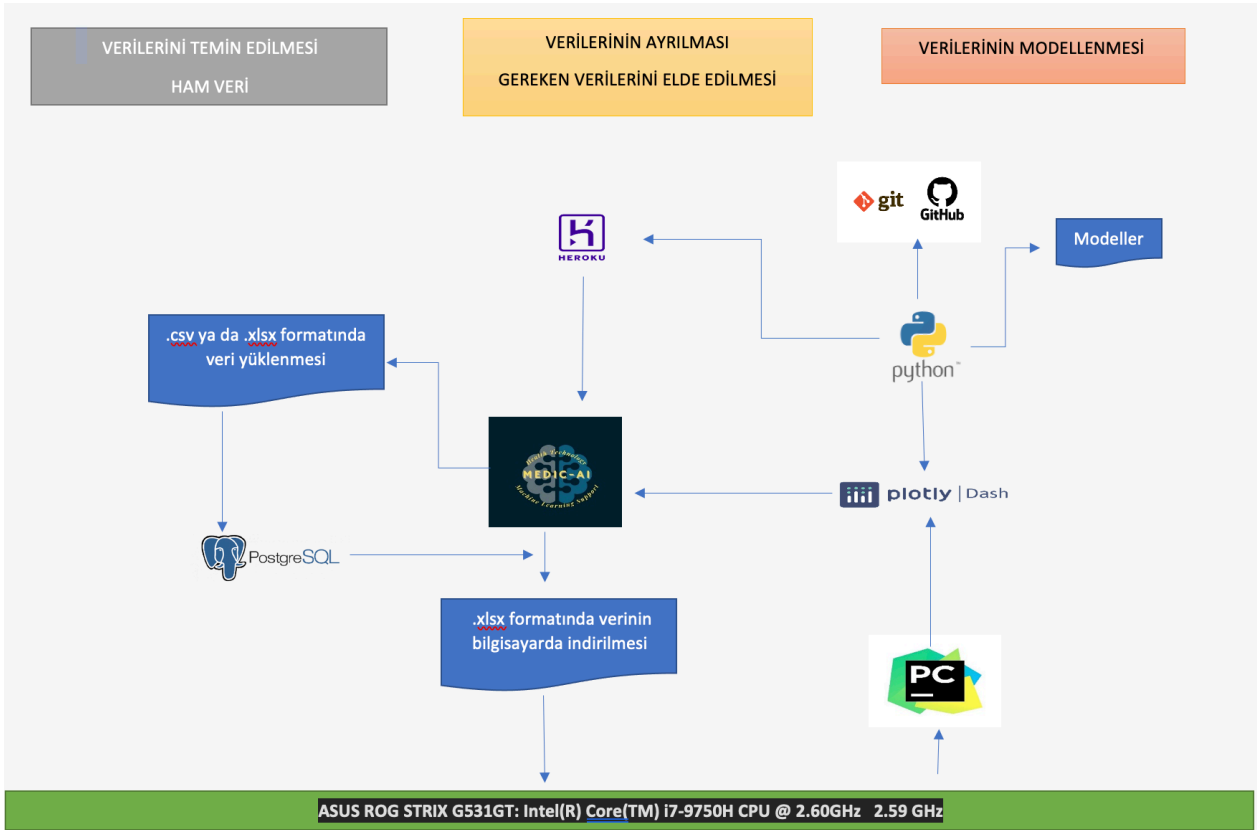 VERİLERİNİ TEMİN EDİLMESİ
HAM VERİ
VERİLERİNİN AYRILMASI
GEREKEN VERİLERİNİ ELDE EDİLMESİ
VERİLERİNİN MODELLENMESİ
git
GitHub
HEROKU
Modeller
.csv ya da .xlsx formatında
veri yüklenmesi
python™
Health Technology
MEDIC-AI
Machine Learning Support
plotly | Dash
PostgreSQL
.xlsx formatında verinin
bilgisayarda indirilmesi
PC
ASUS ROG STRIX G531GT: Intel(R) Core(TM) i7-9750H CPU @ 2.60GHz 2.59 GHz